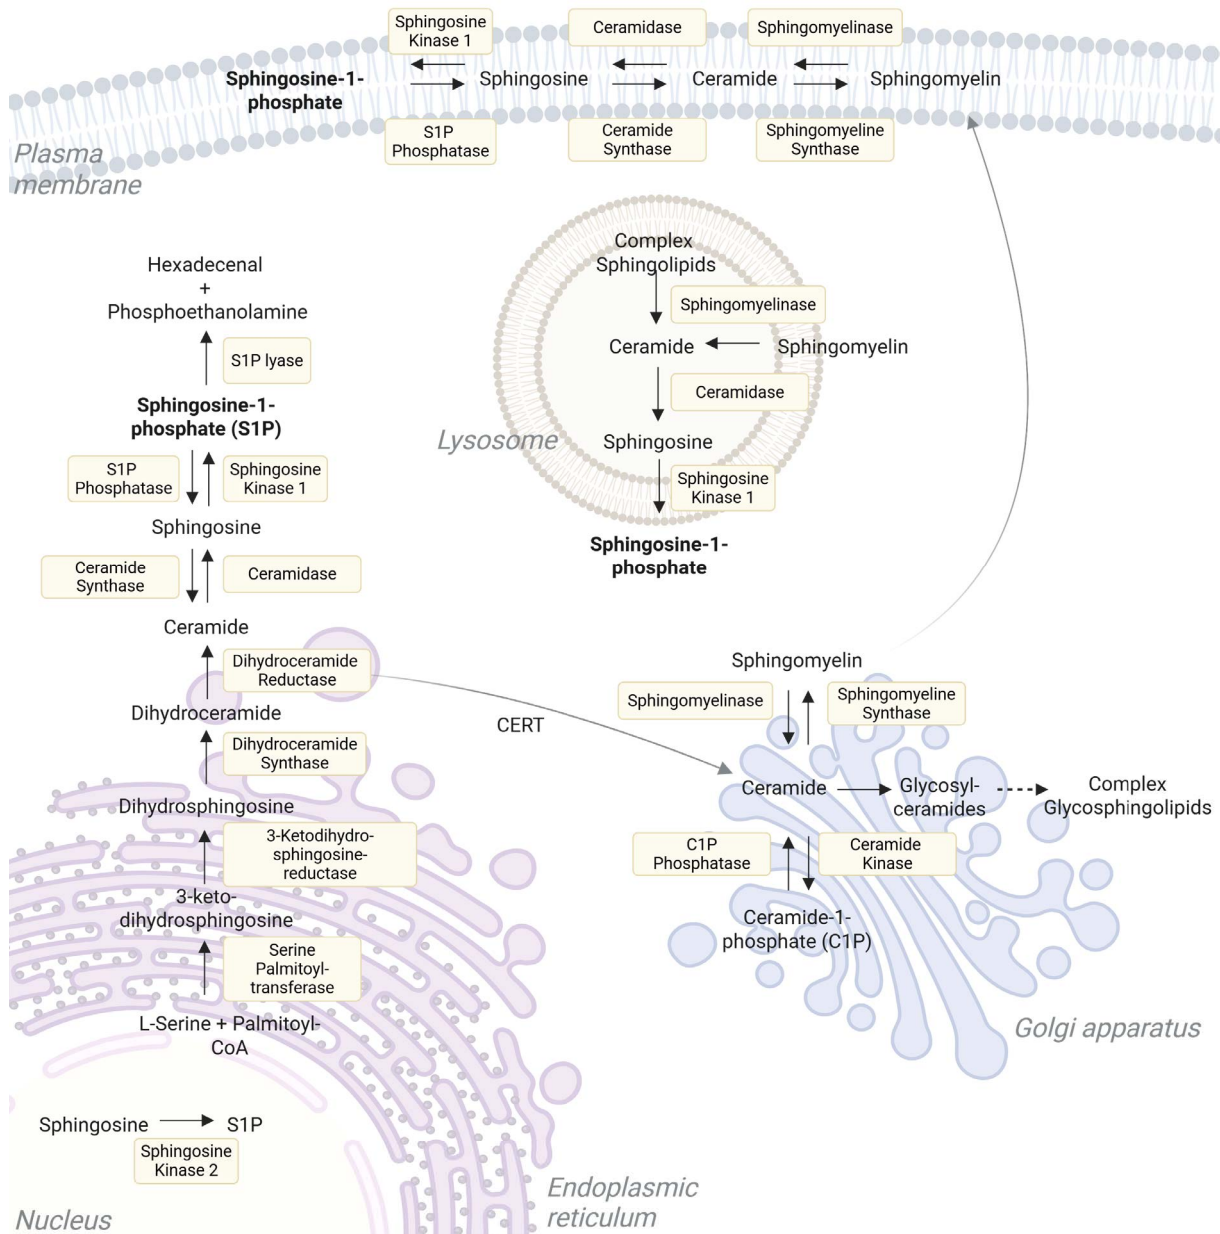 Sphingosine
Kinase 1
Ceramidase
Sphingomyelinase
Sphingosine-1-
phosphate
Sphingosine
Ceramide
Sphingomyelin
S1P
Phosphatase
Ceramide
Synthase
Sphingomyeline
Synthase
Plasma
membrane
Hexadecenal
+
Phosphoethanolamine
S1P lyase
Sphingosine-1-
phosphate (S1P)
S1P
Phosphatase
Sphingosine
Kinase 1
Sphingosine
Ceramide
Synthase
Ceramidase
Ceramide
Dihydroceramide
Reductase
Dihydroceramide
Dihydroceramide
Synthase
Dihydrosphingosine
3-Ketodihydro-
sphingosine-
reductase
3-keto-
dihydrosphingosine
Serine
Palmitoyl-
transferase
L-Serine + Palmitoyl-
CoA
Sphingosine
S1P
Sphingosine
Kinase 2
Nucleus
Endoplasmic
reticulum
Complex
Sphingolipids
Sphingomyelinase
Ceramide
Sphingomyelin
Ceramidase
Lysosome
Sphingosine
Sphingosine
Kinase 1
Sphingosine-1-
phosphate
CERT
Sphingomyelin
Sphingomyelinase
Sphingomyeline
Synthase
Ceramide
Glycosyl-
ceramides
Complex
Glycosphingolipids
C1P
Phosphatase
Ceramide
Kinase
Ceramide-1-
phosphate (C1P)
Golgi apparatus